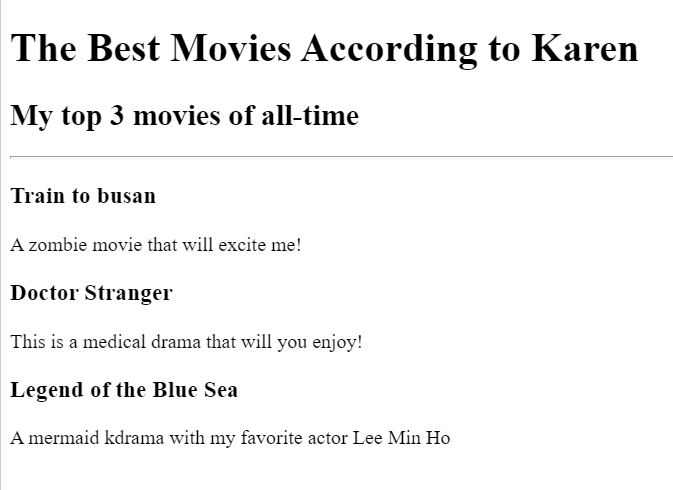 The Best Movies According to Karen
My top 3 movies of all-time
Train to busan
A zombie movie that will excite me!
Doctor Stranger
This is a medical drama that will you enjoy!
Legend of the Blue Sea
A mermaid kdrama with my favorite actor Lee Min Ho